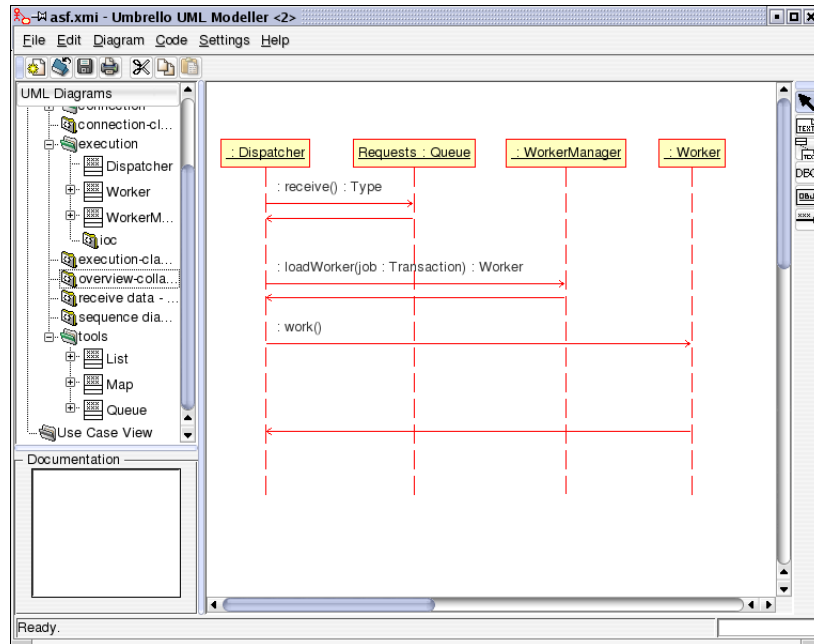 asf.xmi - Umbrello UML Modeller <2>
File Edit Diagram Code Settings Help
UML Diagrams
connection
connection-cl...
execution
Dispatcher
Worker
WorkerM...
ioc
execution-cla...
overview-colla...
receive data - ...
sequence dia...
tools
List
Map
Queue
Use Case View
Documentation
: Dispatcher
Requests : Queue
: WorkerManager
: Worker
: receive() : Type
: loadWorker(job : Transaction) : Worker
: work()
TEXT
Ready.